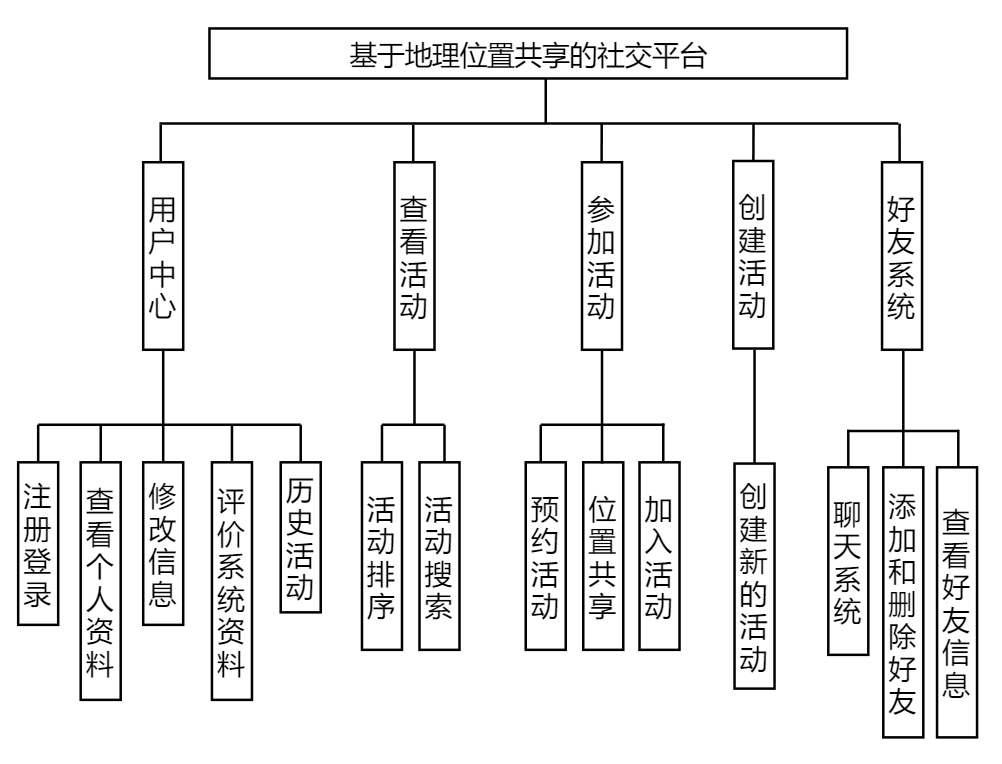 基于地理位置共享的社交平台
用户中心
查看活动
参加活动
创建活动
好友系统
注册登录
查看个人资料
修改信息
评价系统资料
历史活动
活动排序
活动搜索
预约活动
位置共享
加入活动
创建新的活动
聊天系统
添加和删除好友
查看好友信息